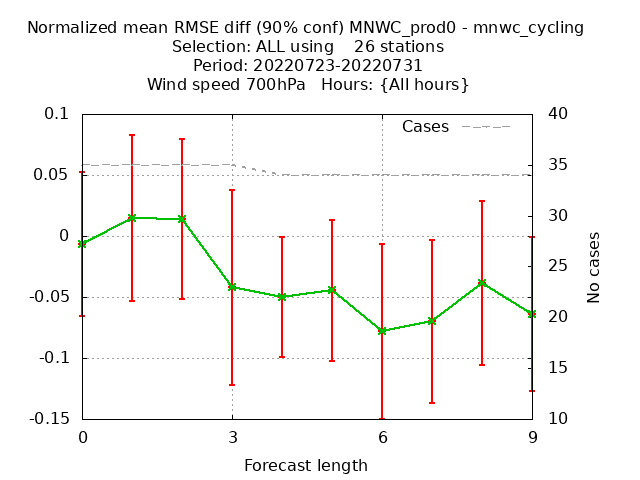 Normalized mean RMSE diff (90% conf) MNWC_prod0 - mnwc_cycling
Selection: ALL using    26 stations
Period: 20220723-20220731
Wind speed 700hPa   Hours: {All hours}
Cases
0.1
0.05
0
-0.05
-0.1
-0.15
40
35
30
25
20
15
10
No cases
0
3
6
9
Forecast length